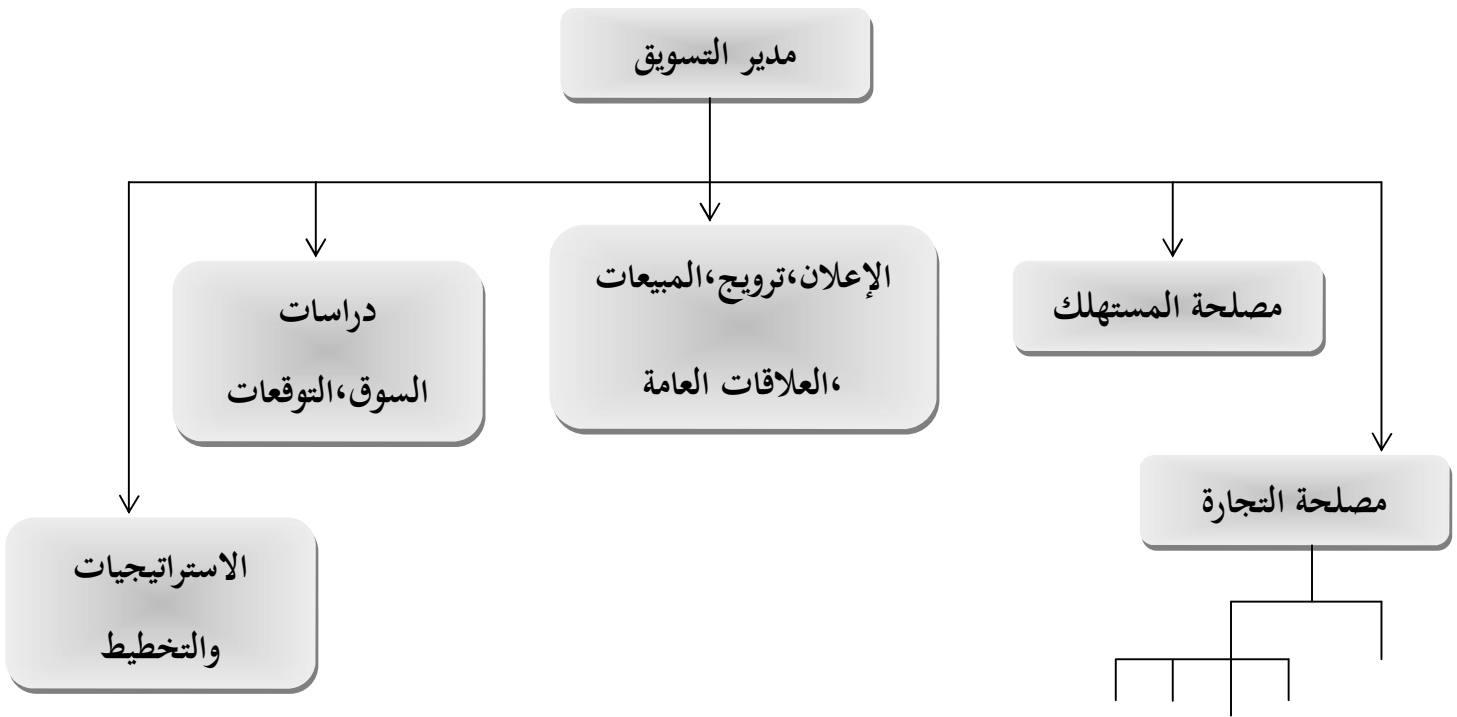 مدير التسويق
الإعلان،ترويج،المبيعات
،العلاقات العامة
مصلحة المستهلك
دراسات
السوق،التوقعات
مصلحة التجارة
الاستراتيجيات
والتخطيط